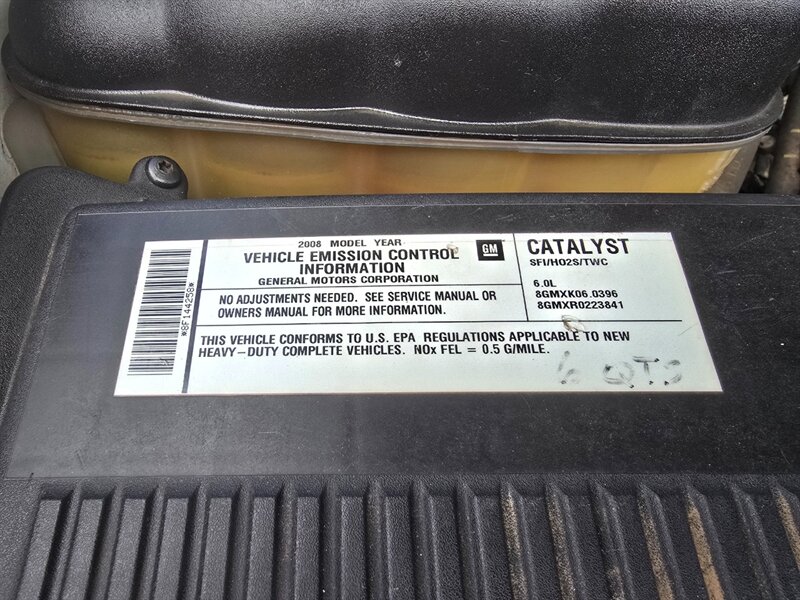 2008 MODEL YEAR
VEHICLE EMISSION CONTROL
INFORMATION
GENERAL MOTORS CORPORATION
GM
CATALYST
SFI/HO2S/TWC
6.0L
8GMXK06.0396
8GMXR0223841
NO ADJUSTMENTS NEEDED. SEE SERVICE MANUAL OR
OWNERS MANUAL FOR MORE INFORMATION.
THIS VEHICLE CONFORMS TO U.S. EPA REGULATIONS APPLICABLE TO NEW
HEAVY-DUTY COMPLETE VEHICLES. NOx FEL = 0.5 G/MILE.
*8F144258*
QTS